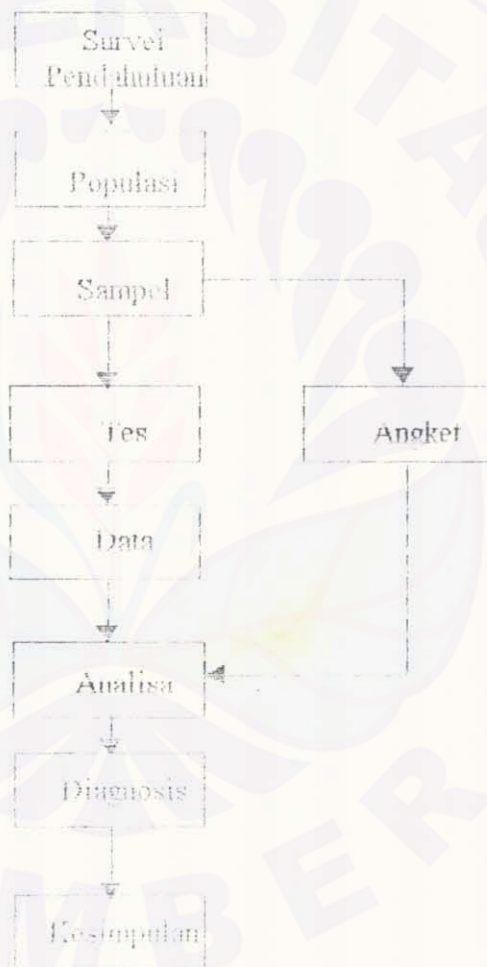 Survei
Pendahuluan
Populasi
Sampel
Tes
Angket
Data
Analisa
Diagnosis
Kesimpulan